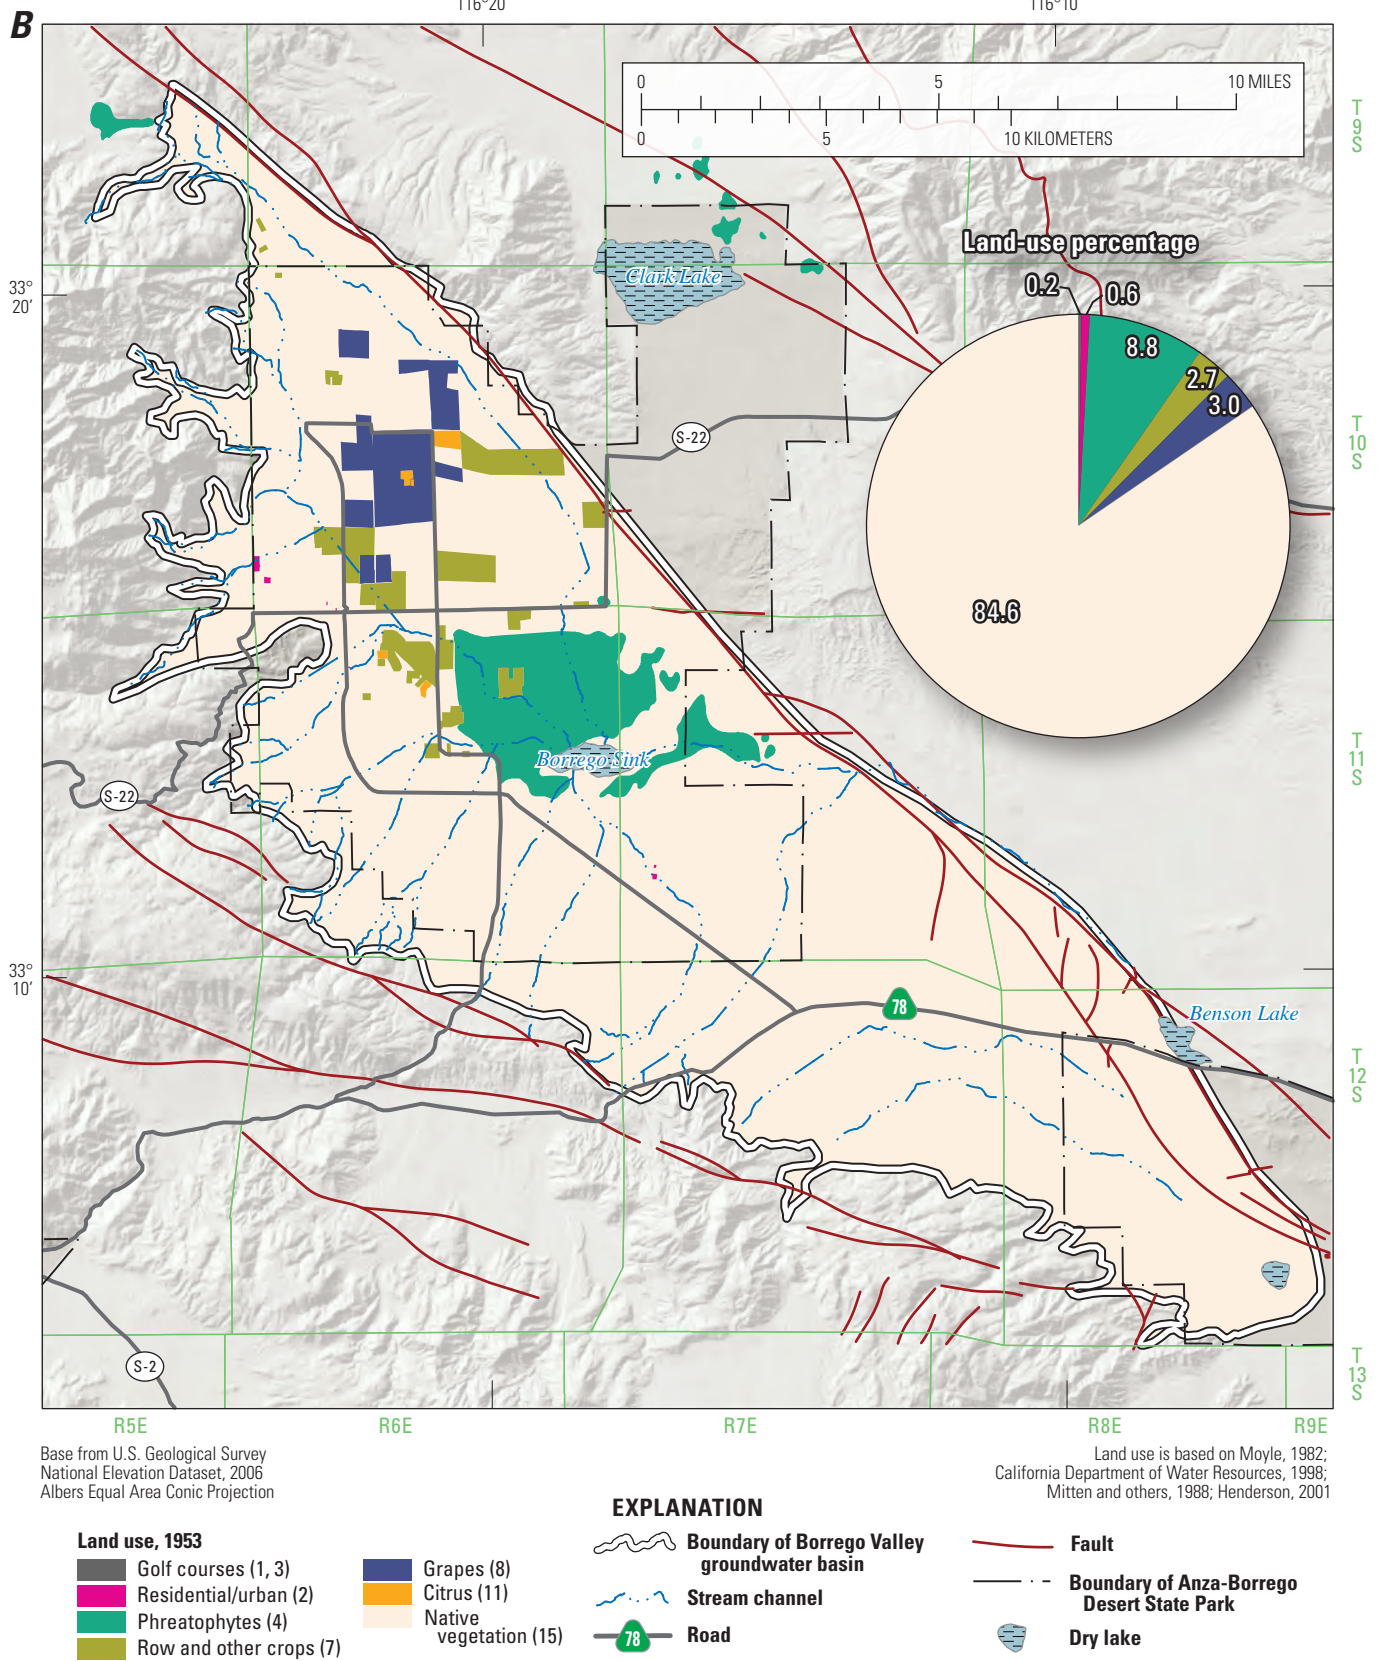 B
116°20'
116°10'
0 5 10 MILES
0 5 10 KILOMETERS
T
9
S
Land-use percentage
0.2
0.6
8.8
2.7
3.0
84.6
Clark Lake
33°
20'
S-22
T
10
S
Borrego Sink
S-22
T
11
S
33°
10'
78
Benson Lake
T
12
S
S-2
T
13
S
R5E R6E R7E R8E R9E
Base from U.S. Geological Survey
National Elevation Dataset, 2006
Albers Equal Area Conic Projection
Land use is based on Moyle, 1982;
California Department of Water Resources, 1998;
Mitten and others, 1988; Henderson, 2001
EXPLANATION
Land use, 1953
Golf courses (1, 3)
Residential/urban (2)
Phreatophytes (4)
Row and other crops (7)
Grapes (8)
Citrus (11)
Native
vegetation (15)
Boundary of Borrego Valley
groundwater basin
Stream channel
78
Road
Fault
Boundary of Anza-Borrego
Desert State Park
Dry lake